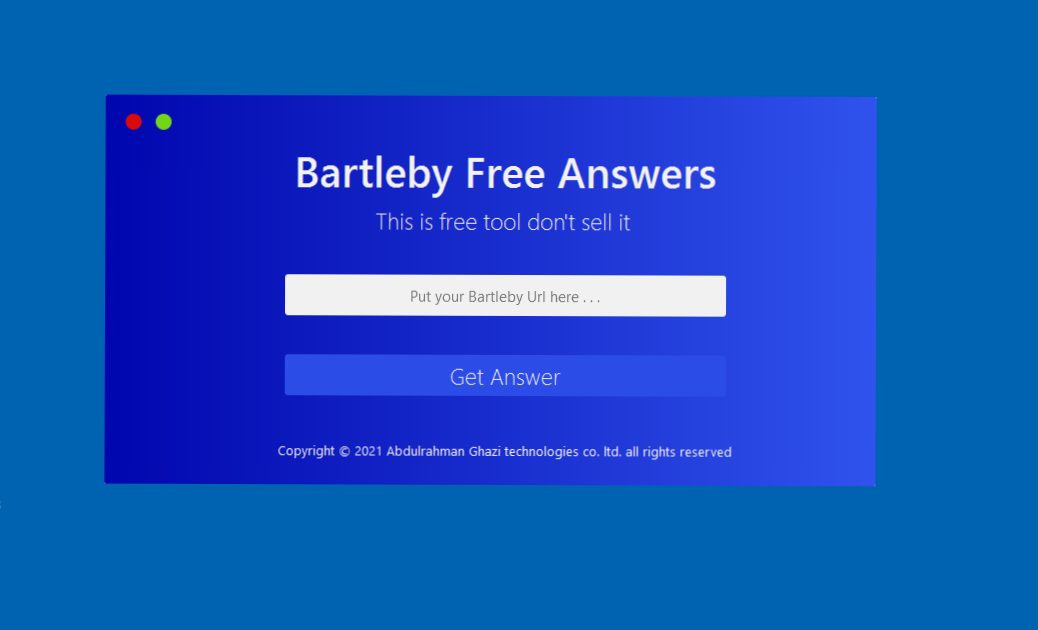 Bartleby Free Answers
This is free tool don't sell it
Put your Bartleby Url here . . .
Get Answer
Copyright © 2021 Abdulrahman Ghazi technologies co. ltd. all rights reserved